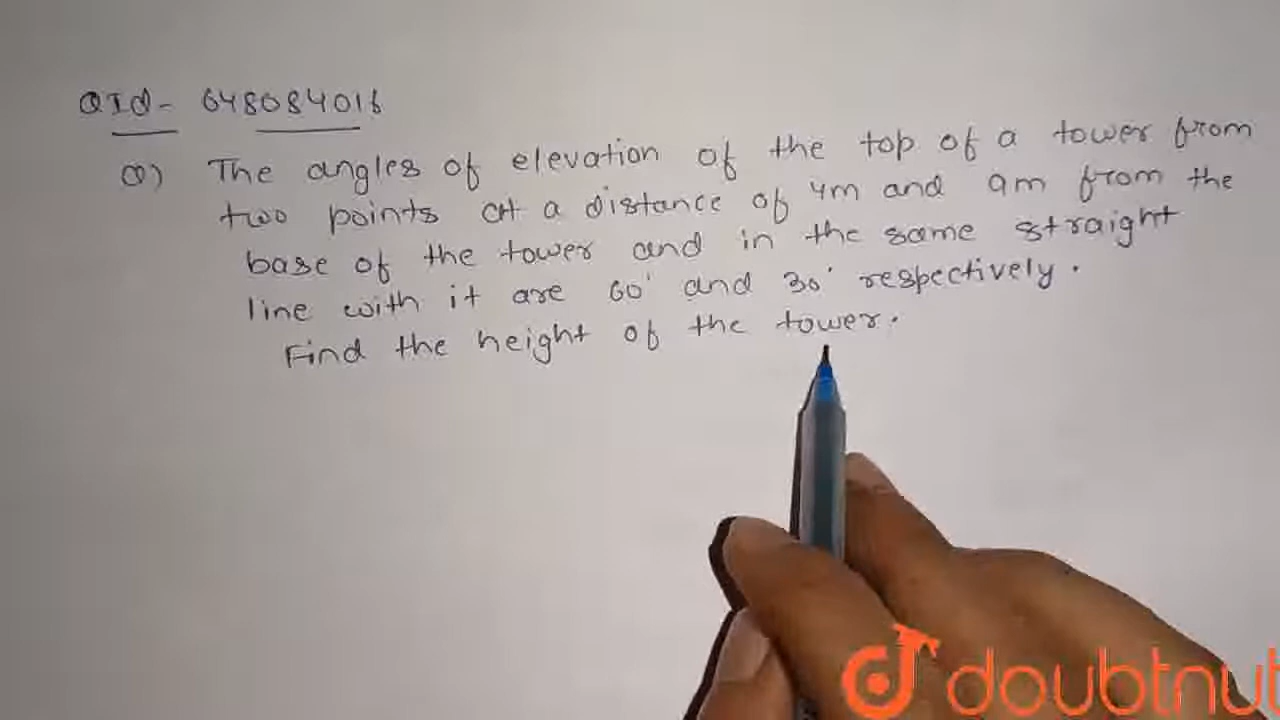 QId- 648084016
Q) The angles of elevation of the top of a tower from
two points at a distance of 4m and 9m from the
base of the tower and in the same straight
line with it are 60° and 30° respectively.
Find the height of the tower.
doubtnut